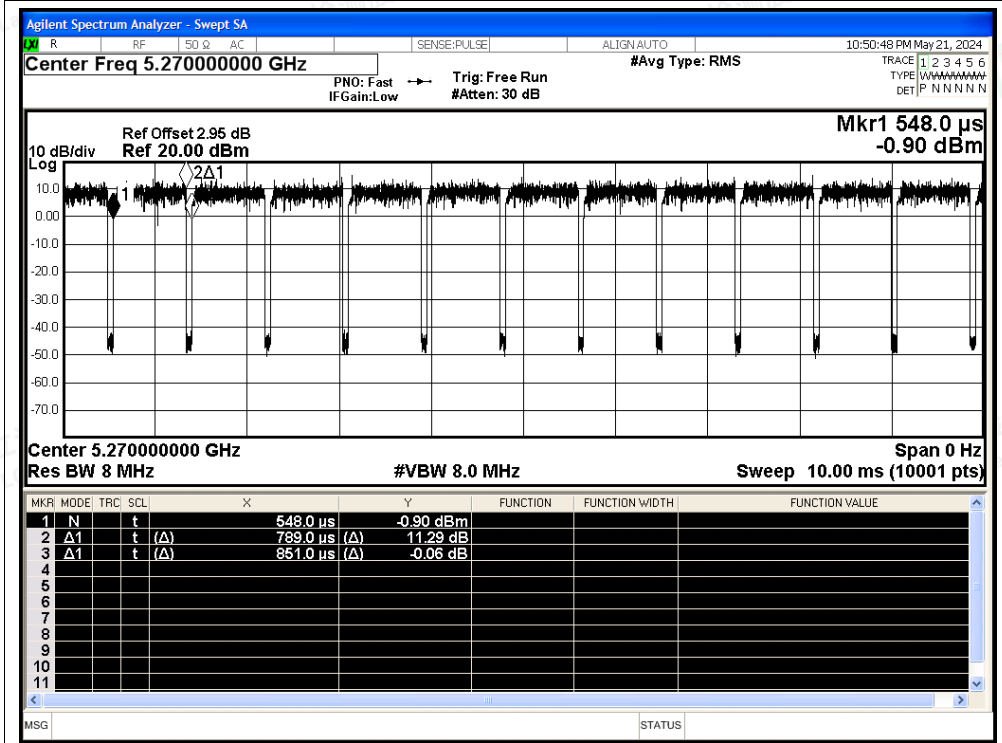 Agilent Spectrum Analyzer - Swept SA
LXI R RF 50 Ω AC SENSE:PULSE ALIGN AUTO 10:50:48 PM May 21, 2024
Center Freq 5.270000000 GHz #Avg Type: RMS TRACE 1 2 3 4 5 6
PNO: Fast Trig: Free Run TYPE
IFGain:Low #Atten: 30 dB DET P N N N N N
Mkr1 548.0 µs
Ref Offset 2.95 dB
10 dB/div Ref 20.00 dBm -0.90 dBm
Log
2Δ1
10.0
1
0.00
-10.0
-20.0
-30.0
-40.0
-50.0
-60.0
-70.0
Center 5.270000000 GHz Span 0 Hz
Res BW 8 MHz #VBW 8.0 MHz Sweep 10.00 ms (10001 pts)
MKR MODE TRC SCL X Y FUNCTION FUNCTION WIDTH FUNCTION VALUE
1 N t 548.0 µs -0.90 dBm
2 Δ1 t (Δ) 789.0 µs (Δ) 11.29 dB
3 Δ1 t (Δ) 851.0 µs (Δ) -0.06 dB
4
5
6
7
8
9
10
11
MSG STATUS